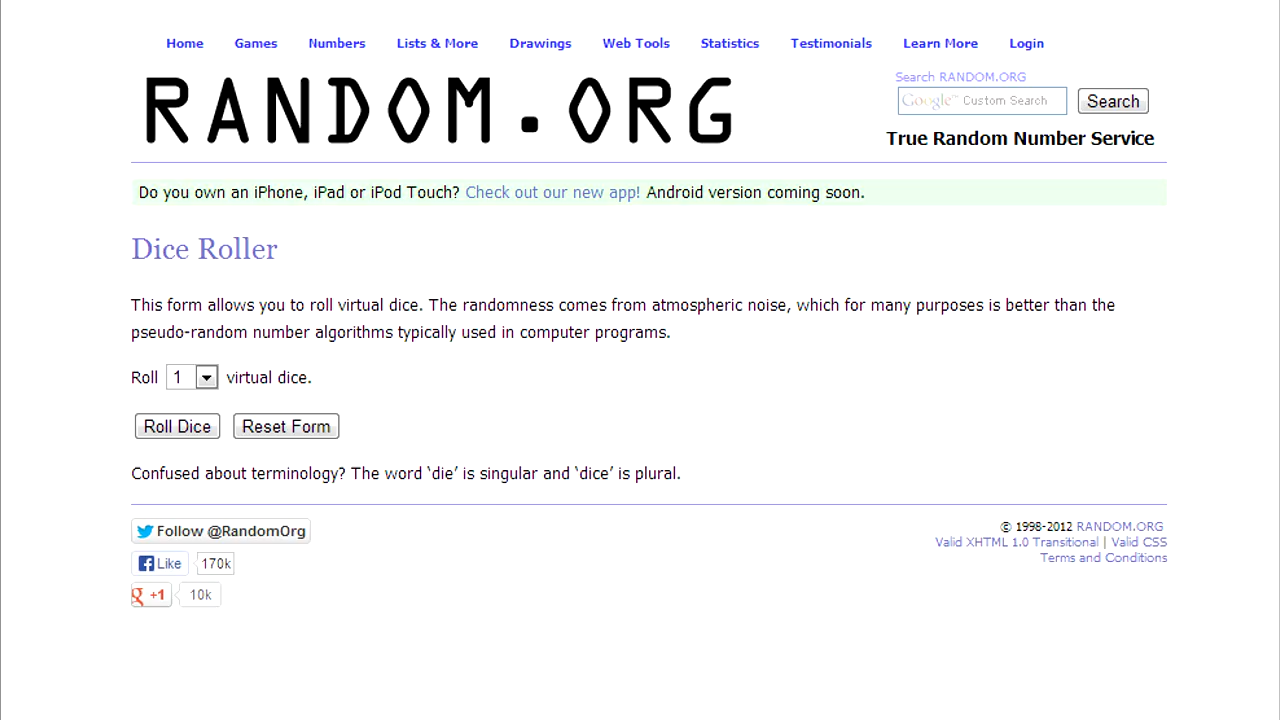 Home Games Numbers Lists & More Drawings Web Tools Statistics Testimonials Learn More Login
RANDOM.ORG
Search RANDOM.ORG
Google™ Custom Search Search
True Random Number Service
Do you own an iPhone, iPad or iPod Touch? Check out our new app! Android version coming soon.
Dice Roller
This form allows you to roll virtual dice. The randomness comes from atmospheric noise, which for many purposes is better than the
pseudo-random number algorithms typically used in computer programs.
Roll 1 virtual dice.
Roll Dice Reset Form
Confused about terminology? The word ‘die’ is singular and ‘dice’ is plural.
Follow @RandomOrg
Like 170k
g +1 10k
© 1998-2012 RANDOM.ORG
Valid XHTML 1.0 Transitional | Valid CSS
Terms and Conditions